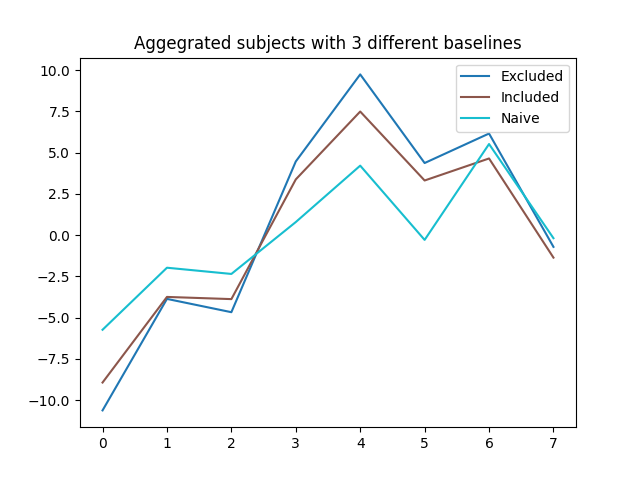 Aggegrated subjects with 3 different baselines
10.0
7.5
5.0
2.5
0.0
−2.5
−5.0
−7.5
−10.0
Excluded
Included
Naive
0 1 2 3 4 5 6 7